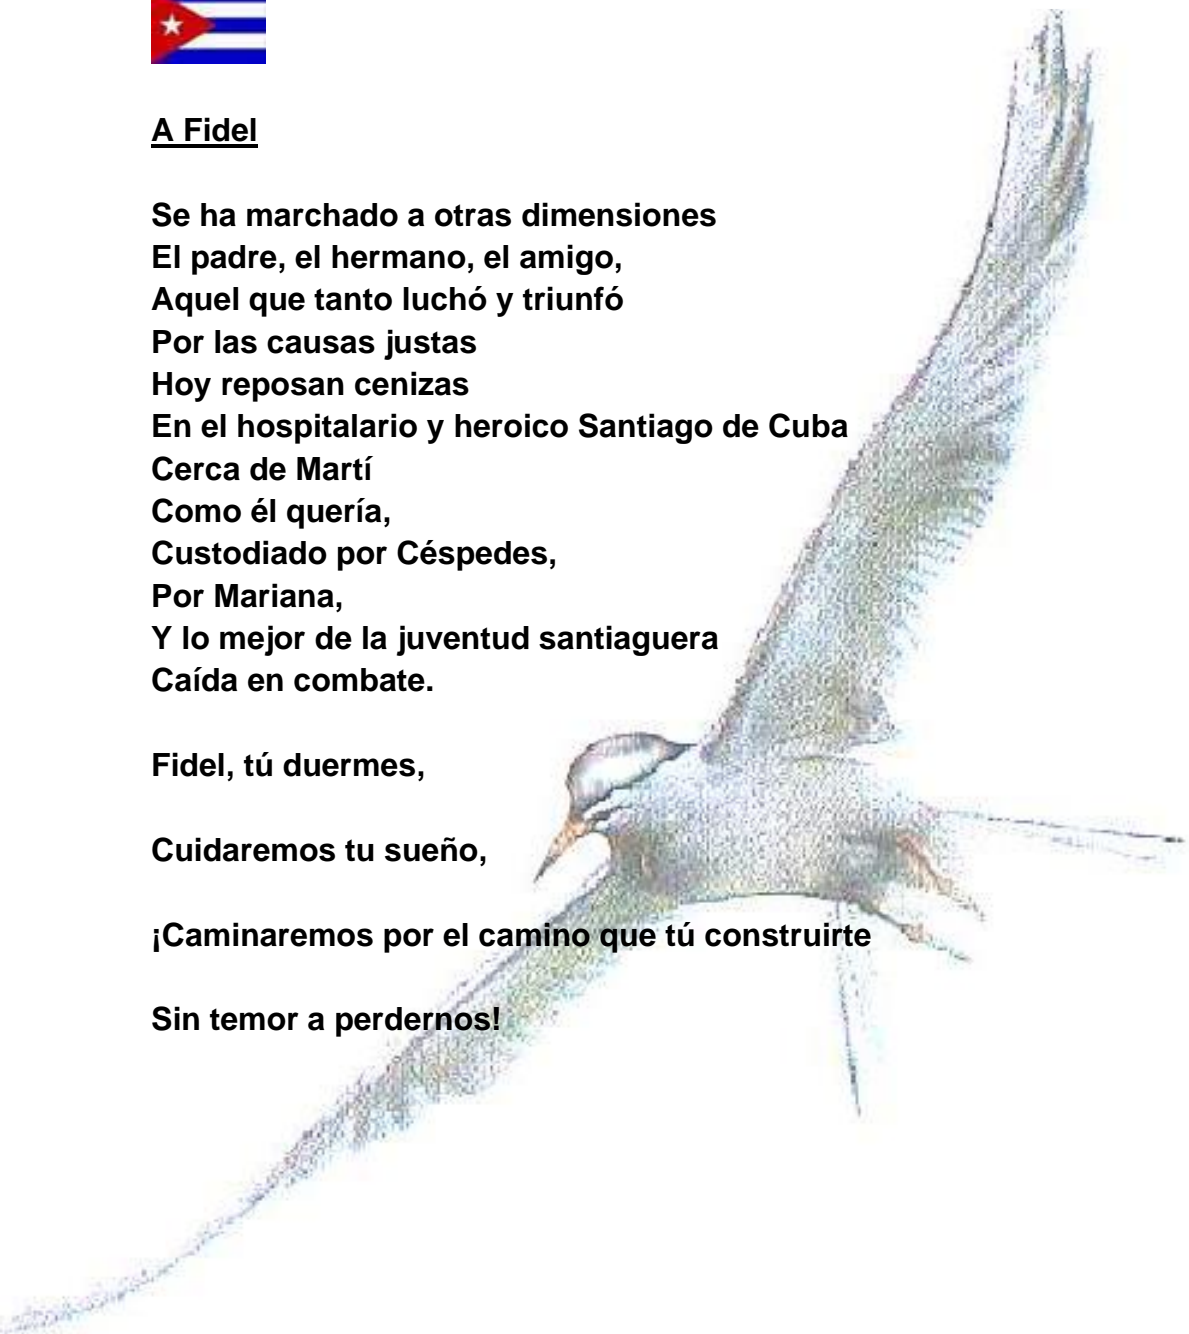 A Fidel
Se ha marchado a otras dimensiones
El padre, el hermano, el amigo,
Aquel que tanto luchó y triunfó
Por las causas justas
Hoy reposan cenizas
En el hospitalario y heroico Santiago de Cuba
Cerca de Martí
Como él quería,
Custodiado por Céspedes,
Por Mariana,
Y lo mejor de la juventud santiaguera
Caída en combate.
Fidel, tú duermes,
Cuidaremos tu sueño,
¡Caminaremos por el camino que tú construirte
Sin temor a perdernos!